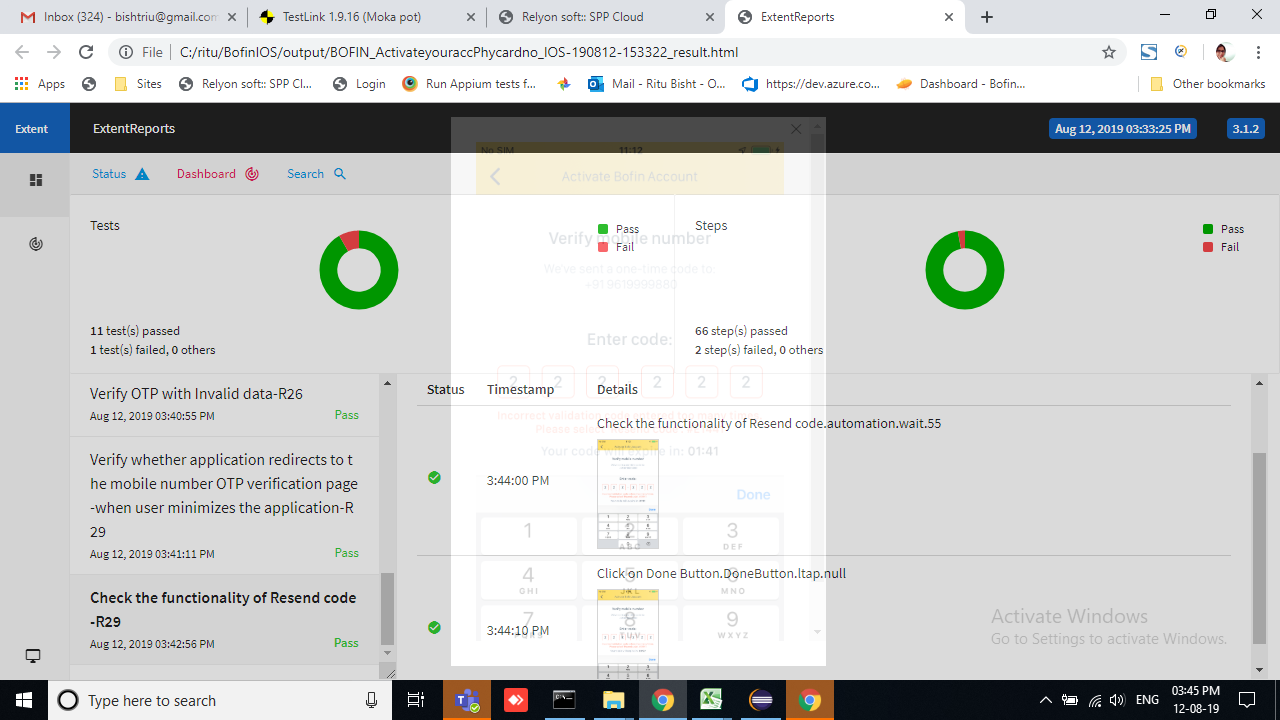 Inbox (324) - bishtriu@gmail.com
TestLink 1.9.16 (Moka pot)
Relyon soft:: SPP Cloud
ExtentReports
File
C:/ritu/BofinIOS/output/BOFIN_ActivateyouraccPhycardno_IOS-190812-153322_result.html
Apps
Sites
Relyon soft:: SPP Cl...
Login
Run Appium tests f...
Mail - Ritu Bisht - O...
https://dev.azure.co...
Dashboard - Bofin...
Other bookmarks
Extent
ExtentReports
Aug 12, 2019 03:33:25 PM
3.1.2
Status
Dashboard
Search
Tests
Pass
Fail
11 test(s) passed
1 test(s) failed, 0 others
Steps
Pass
Fail
66 step(s) passed
2 step(s) failed, 0 others
No SIM
11:12
Activate Bofin Account
Verify mobile number
We've sent a one-time code to
+919619999880
Enter code:
2 2 2 2 2 2
Incorrect validation code entered too many times.
Please select
Your code will expire in: 01:41
Done
1
2
ABC
3
DEF
4
GHI
5
JKL
6
MNO
7
8
TUV
9
WXYZ
Verify OTP with Invalid data-R26
Aug 12, 2019 03:40:55 PM
Pass
Verify whether application redirects to t
he mobile number OTP verification page
-when user minimizes the application-R
29
Aug 12, 2019 03:41:11 PM
Pass
Check the functionality of Resend code
-R29
Aug 12, 2019 03:42:56 PM
Pass
Status
Timestamp
Details
Check the functionality of Resend code.automation.wait.55
3:44:00 PM
Click on Done Button.DoneButton.ltap.null
3:44:10 PM
Activate Windows
Go to Settings to activate Windows.
Type here to search
ENG
03:45 PM
12-08-19